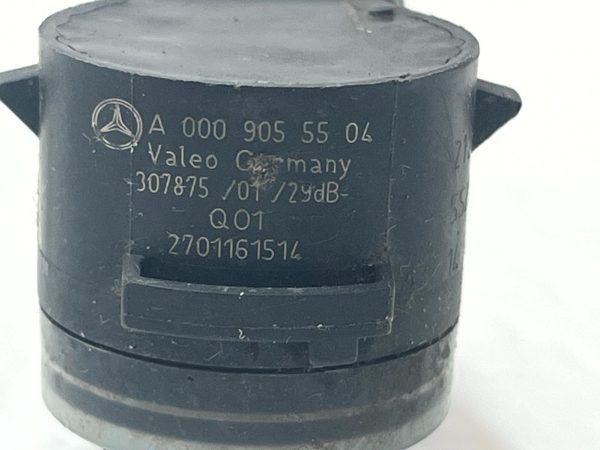 A 000 905 55 04
Valeo Germany
-307875 /01 /29dB-
Q01
2701161514